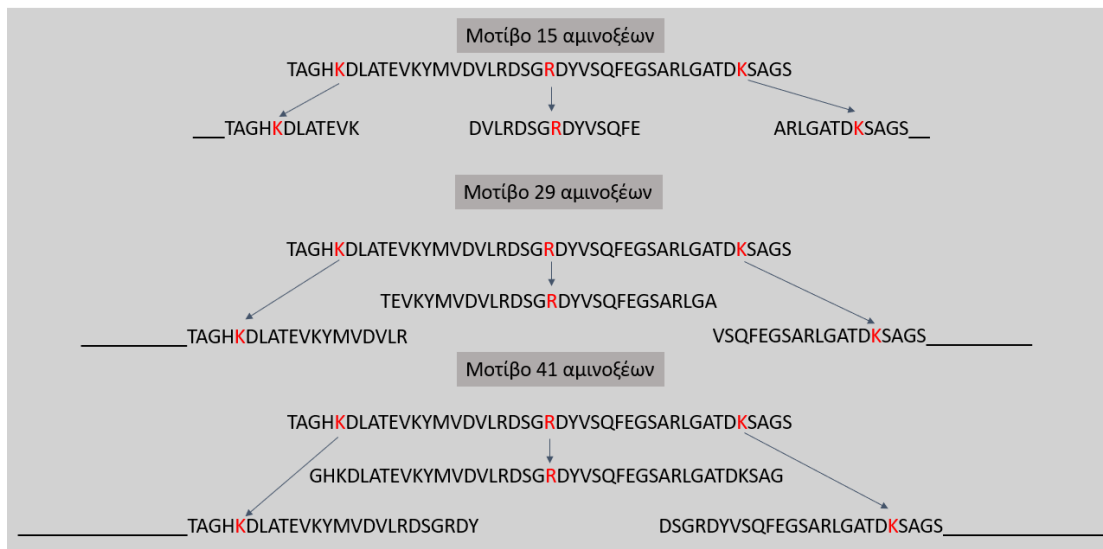 Μοτίβο 15 αμινοξέων
TAGHKDLATEVKYMVDVLRDSGRDYVSQFEGSARLGATDKSAGS
___TAGHKDLATEVK DVLRDSGRDYVSQFE ARLGATDKSAGS__
Μοτίβο 29 αμινοξέων
TAGHKDLATEVKYMVDVLRDSGRDYVSQFEGSARLGATDKSAGS
TEVKYMVDVLRDSGRDYVSQFEGSARLGA
__________TAGHKDLATEVKYMVDVLR VSQFEGSARLGATDKSAGS__________
Μοτίβο 41 αμινοξέων
TAGHKDLATEVKYMVDVLRDSGRDYVSQFEGSARLGATDKSAGS
GHKDLATEVKYMVDVLRDSGRDYVSQFEGSARLGATDKSAG
________________TAGHKDLATEVKYMVDVLRDSGRDY DSGRDYVSQFEGSARLGATDKSAGS________________